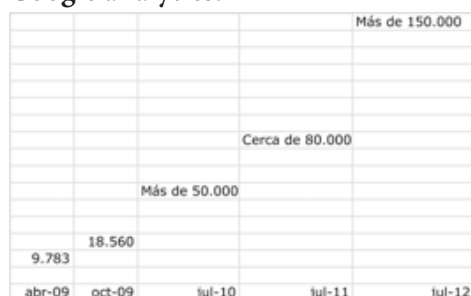 Más de 150.000
Cerca de 80.000
Más de 50.000
18.560
9.783
abr-09 oct-09 jul-10 jul-11 jul-12